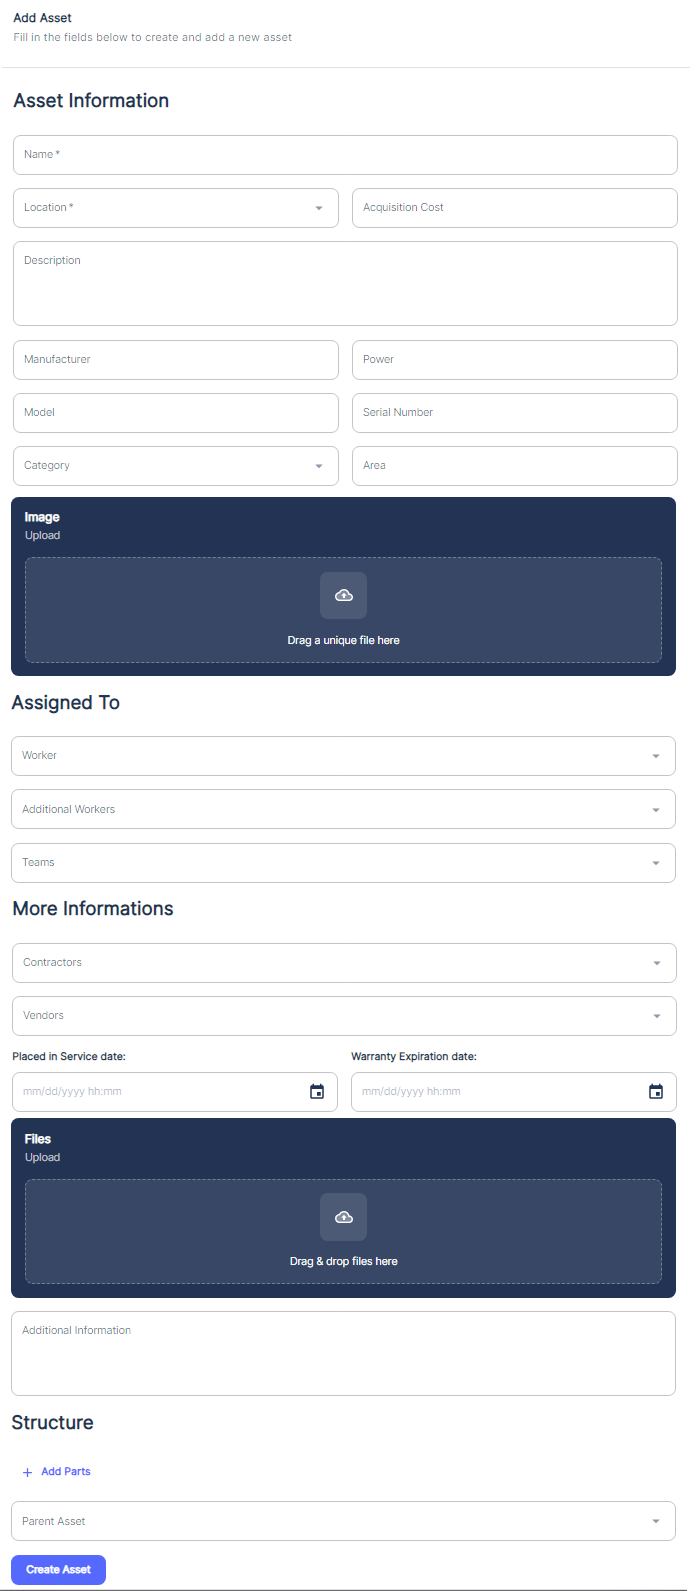 Add Asset
Fill in the fields below to create and add a new asset
Asset Information
Name *
Location *
Acquisition Cost
Description
Manufacturer
Power
Model
Serial Number
Category
Area
Image
Upload
Drag a unique file here
Assigned To
Worker
Additional Workers
Teams
More Informations
Contractors
Vendors
Placed in Service date:
Warranty Expiration date:
mm/dd/yyyy hh:mm
mm/dd/yyyy hh:mm
Files
Upload
Drag & drop files here
Additional Information
Structure
+ Add Parts
Parent Asset
Create Asset